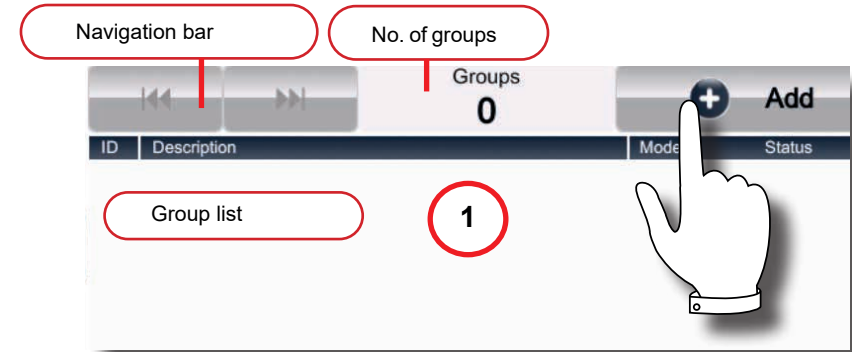 Navigation bar
No. of groups
Groups
0
Add
ID Description Mode Status
Group list
1